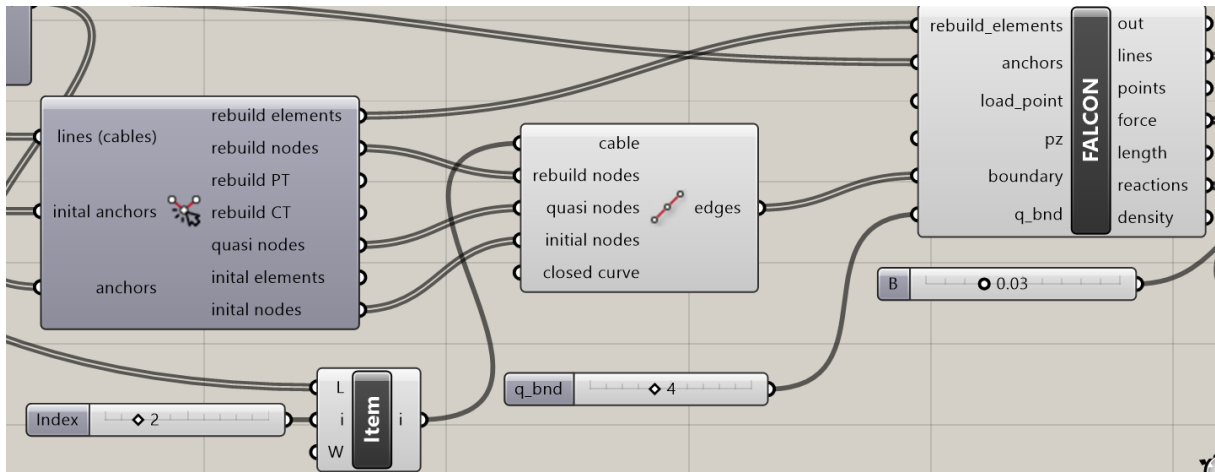 lines (cables)
inital anchors
anchors
rebuild elements
rebuild nodes
rebuild PT
rebuild CT
quasi nodes
inital elements
inital nodes
cable
rebuild nodes
quasi nodes
initial nodes
closed curve
edges
rebuild_elements
anchors
load_point
pz
boundary
q_bnd
FALCON
out
lines
points
force
length
reactions
density
B 0.03
q_bnd 4
Index 2
L
i
W
Item
i